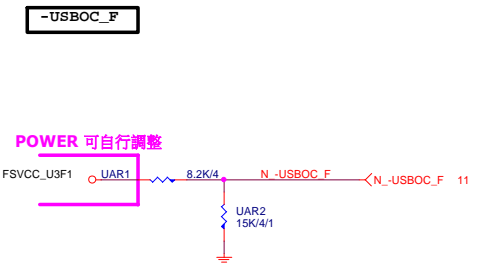 -USBOC_F
POWER 可自行調整
FSVCC_U3F1 UAR1 8.2K/4 N_-USBOC_F N_-USBOC_F 11
UAR2
15K/4/1